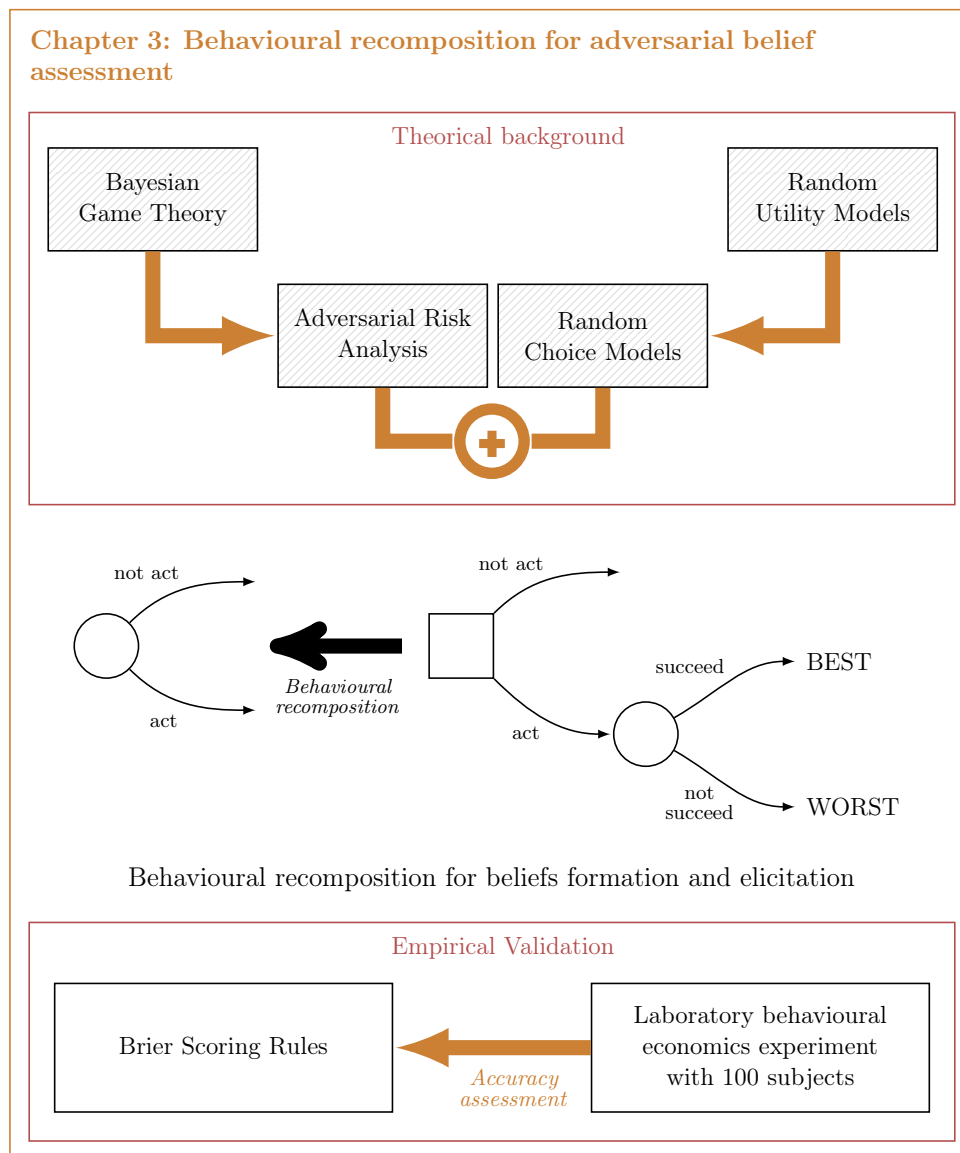 Chapter 3: Behavioural recomposition for adversarial belief
assessment
Theorical background
Bayesian
Game Theory
Random
Utility Models
Adversarial Risk
Analysis
Random
Choice Models
not act
act
Behavioural
recomposition
not act
act
succeed
BEST
not
succeed
WORST
Behavioural recomposition for beliefs formation and elicitation
Empirical Validation
Brier Scoring Rules
Accuracy
assessment
Laboratory behavioural
economics experiment
with 100 subjects